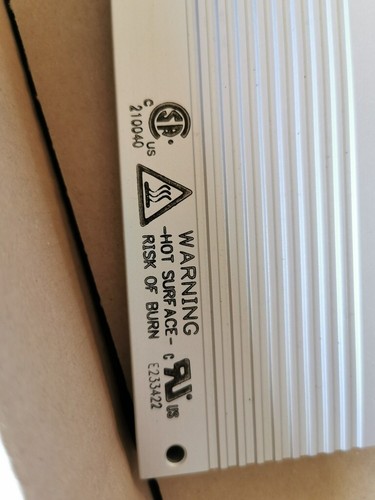 C US
210040
WARNING
-HOT SURFACE-
RISK OF BURN
C US
E233422